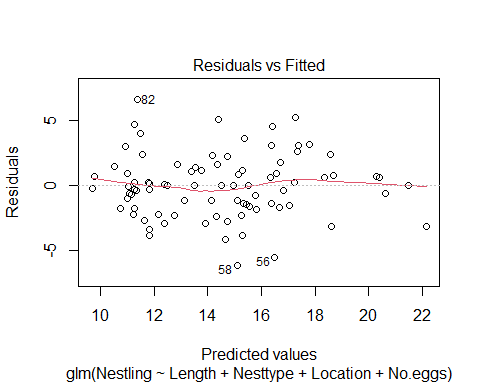 Residuals vs Fitted
Residuals
5
0
-5
82
58
56
10 12 14 16 18 20 22
Predicted values
glm(Nestling ~ Length + Nesttype + Location + No.eggs)